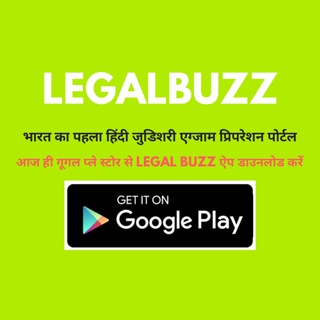 LEGALBUZZ
भारत का पहला हिंदी जुडिशरी एग्जाम प्रिपरेशन पोर्टल
आज ही गूगल प्ले स्टोर से LEGAL BUZZ ऐप डाउनलोड करें
GET IT ON
Google Play